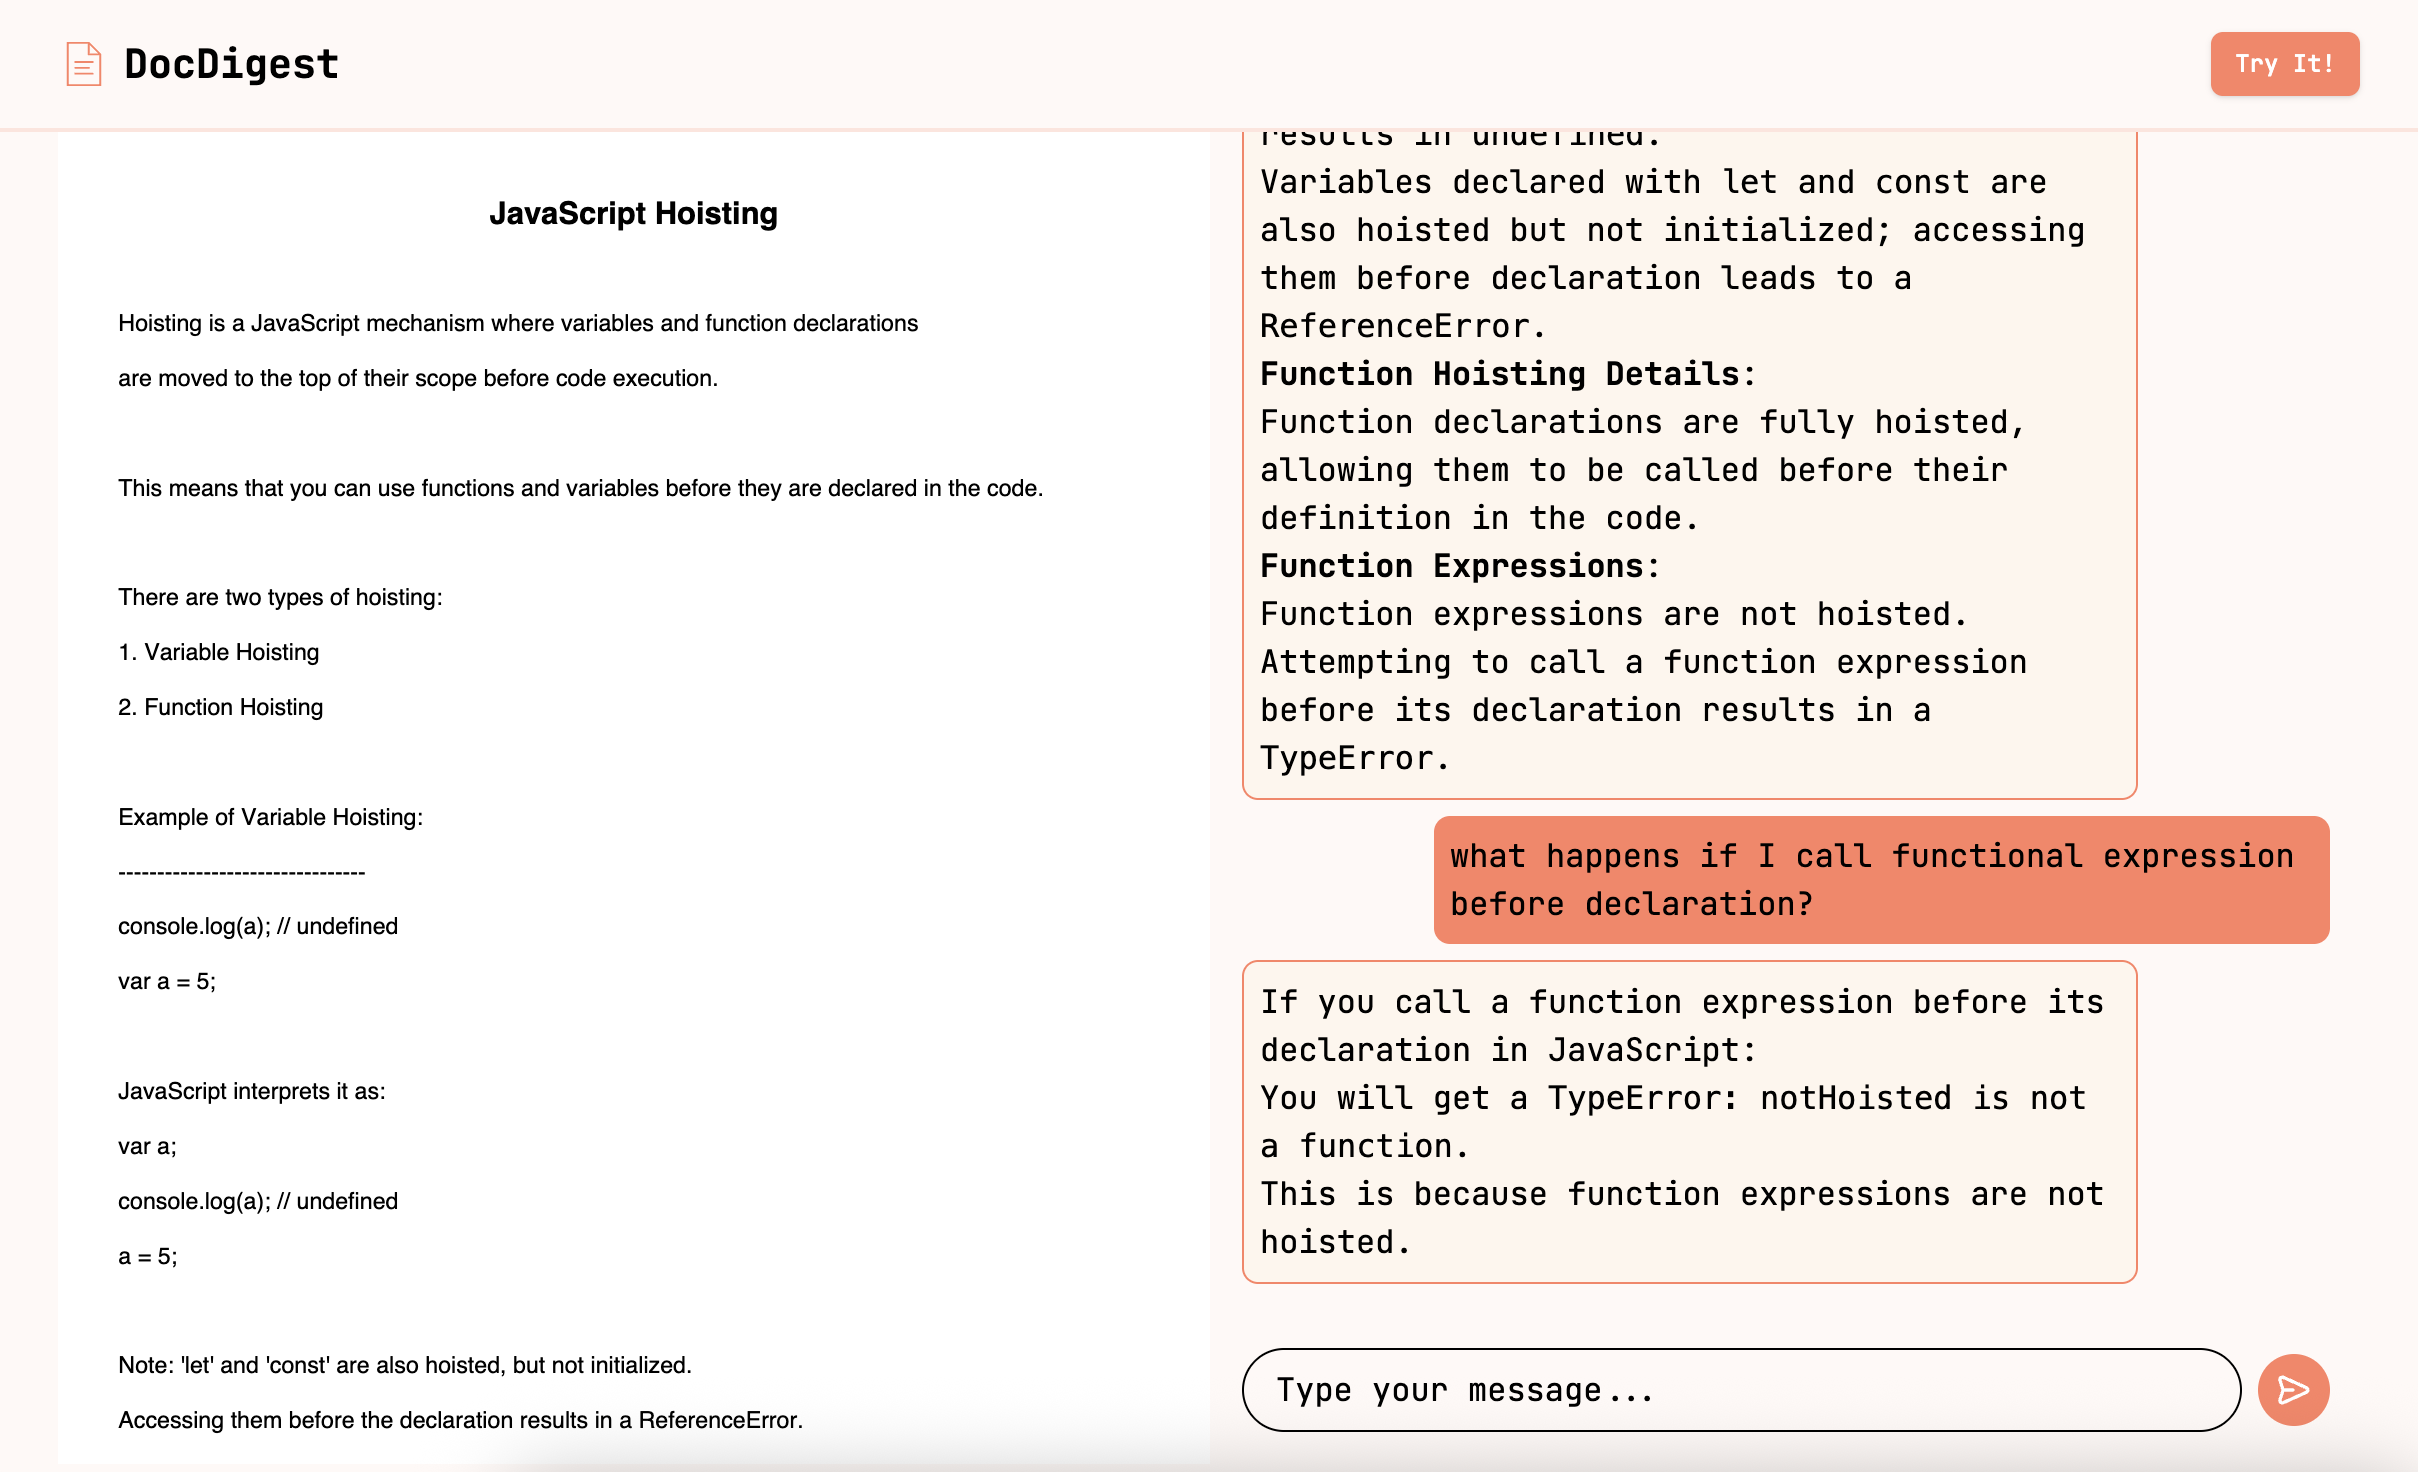 DocDigest
Try It!
JavaScript Hoisting
Hoisting is a JavaScript mechanism where variables and function declarations
are moved to the top of their scope before code execution.
This means that you can use functions and variables before they are declared in the code.
There are two types of hoisting:
1. Variable Hoisting
2. Function Hoisting
Example of Variable Hoisting:
--------------------------------
console.log(a); // undefined
var a = 5;
JavaScript interprets it as:
var a;
console.log(a); // undefined
a = 5;
Note: 'let' and 'const' are also hoisted, but not initialized.
Accessing them before the declaration results in a ReferenceError.
results in undefined.
Variables declared with let and const are
also hoisted but not initialized; accessing
them before declaration leads to a
ReferenceError.
Function Hoisting Details:
Function declarations are fully hoisted,
allowing them to be called before their
definition in the code.
Function Expressions:
Function expressions are not hoisted.
Attempting to call a function expression
before its declaration results in a
TypeError.
what happens if I call functional expression
before declaration?
If you call a function expression before its
declaration in JavaScript:
You will get a TypeError: notHoisted is not
a function.
This is because function expressions are not
hoisted.
Type your message...